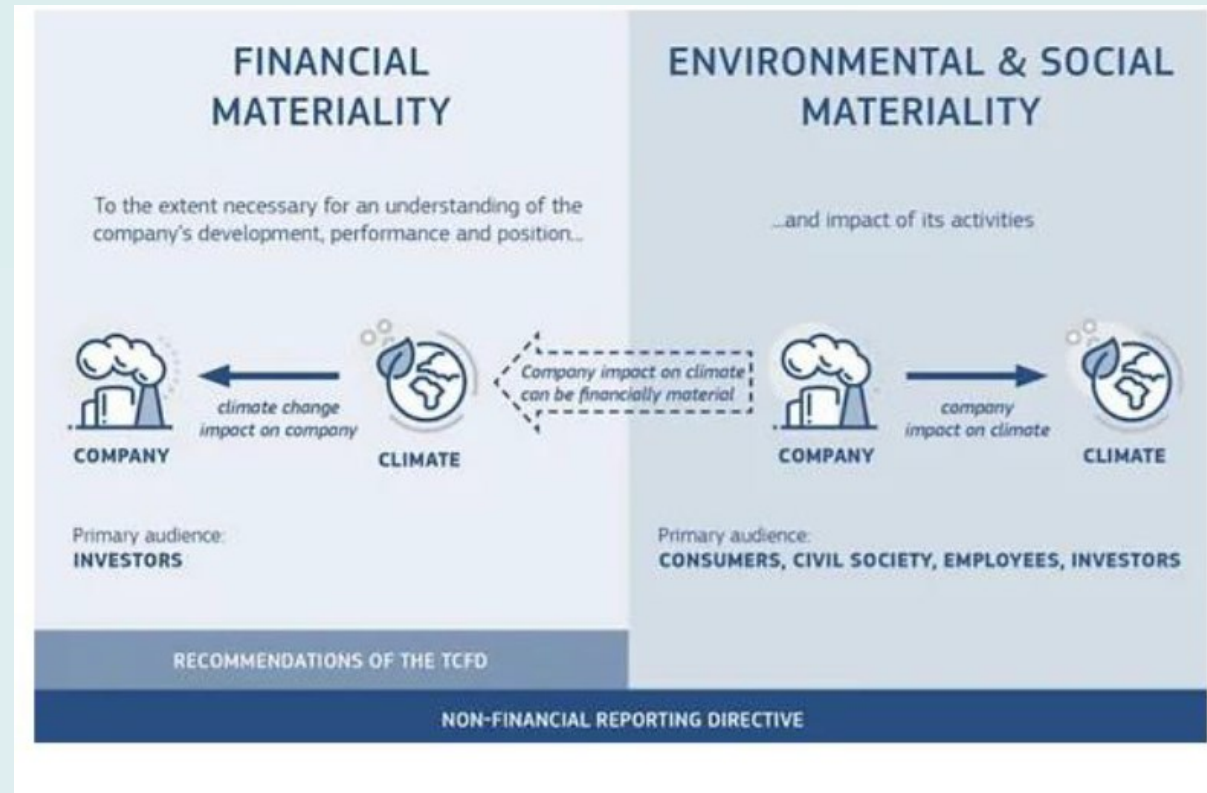 FINANCIAL
MATERIALITY
To the extent necessary for an understanding of the
company's development, performance and position...
climate change
impact on company
COMPANY
CLIMATE
Primary audience:
INVESTORS
RECOMMENDATIONS OF THE TCFD
Company impact on climate
can be financially material
ENVIRONMENTAL & SOCIAL
MATERIALITY
...and impact of its activities
company
impact on climate
COMPANY
CLIMATE
Primary audience:
CONSUMERS, CIVIL SOCIETY, EMPLOYEES, INVESTORS
NON-FINANCIAL REPORTING DIRECTIVE